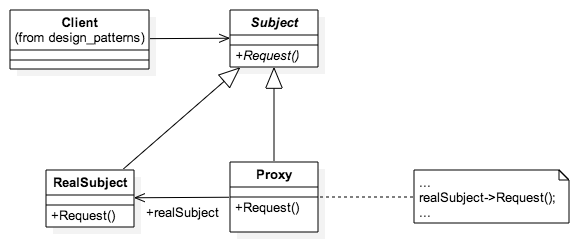 Client
(from design_patterns)
Subject
+Request()
RealSubject
+Request()
+realSubject
Proxy
+Request()
...
realSubject->Request();
...